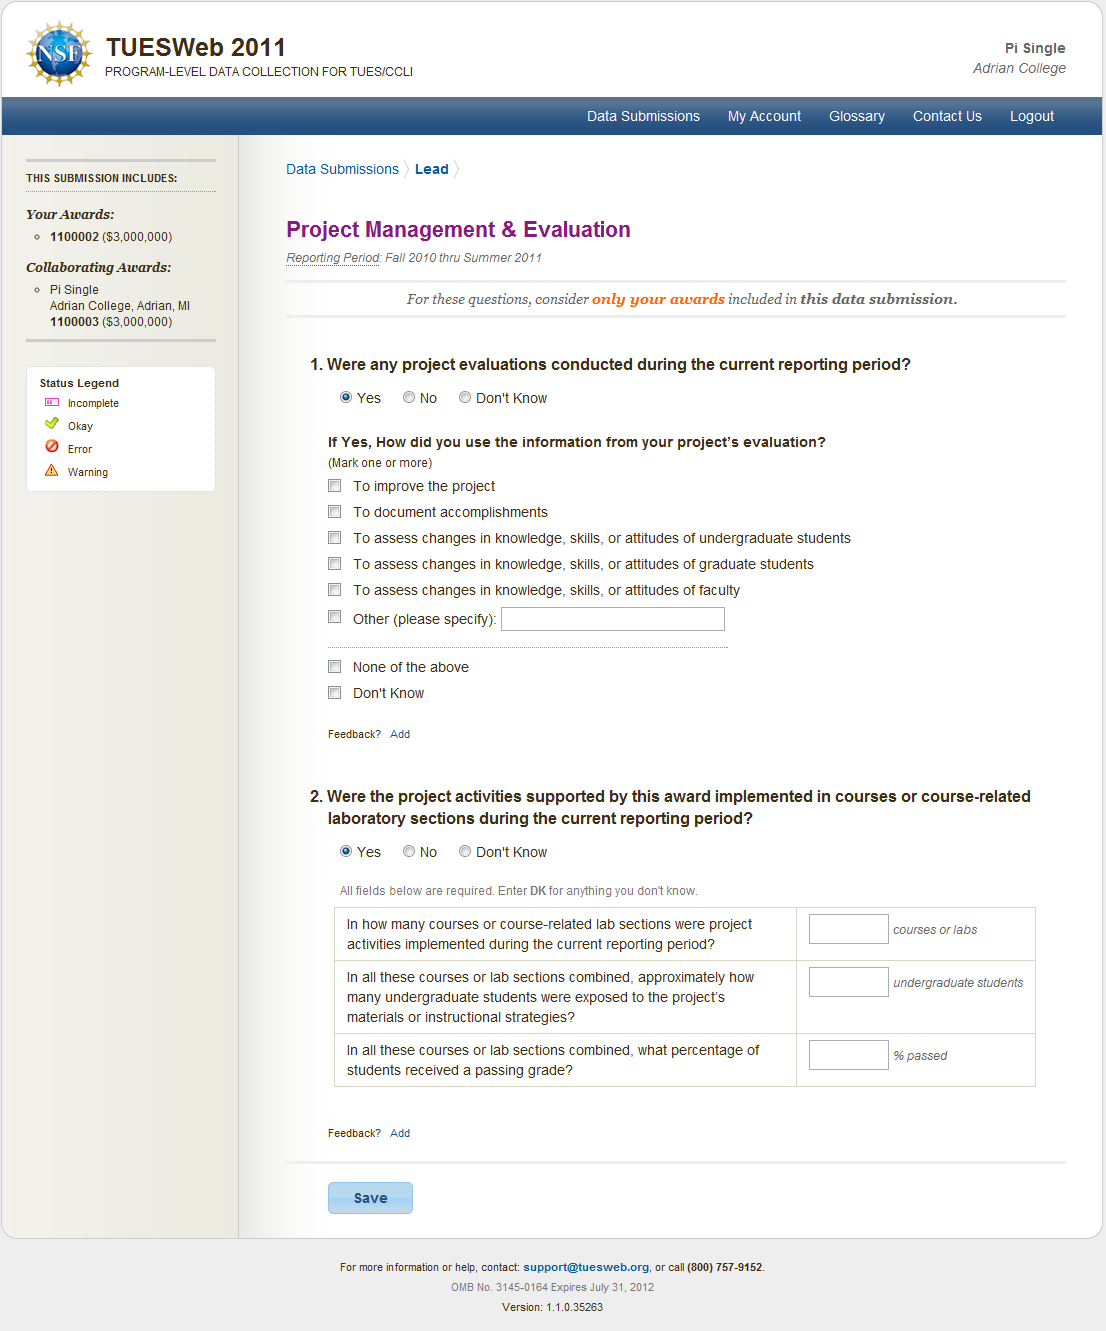 NSF
TUESWeb 2011
PROGRAM-LEVEL DATA COLLECTION FOR TUES/CCLI
Pi Single
Adrian College
Data Submissions My Account Glossary Contact Us Logout
THIS SUBMISSION INCLUDES:
Your Awards:
1100002 ($3,000,000)
Collaborating Awards:
Pi Single
Adrian College, Adrian, MI
1100003 ($3,000,000)
Status Legend
Incomplete
Okay
Error
Warning
Data Submissions Lead
Project Management & Evaluation
Reporting Period: Fall 2010 thru Summer 2011
For these questions, consider only your awards included in this data submission.
1. Were any project evaluations conducted during the current reporting period?
Yes No Don't Know
If Yes, How did you use the information from your project's evaluation?
(Mark one or more)
To improve the project
To document accomplishments
To assess changes in knowledge, skills, or attitudes of undergraduate students
To assess changes in knowledge, skills, or attitudes of graduate students
To assess changes in knowledge, skills, or attitudes of faculty
Other (please specify):
None of the above
Don't Know
Feedback? Add
2. Were the project activities supported by this award implemented in courses or course-related
laboratory sections during the current reporting period?
Yes No Don't Know
All fields below are required. Enter DK for anything you don't know.
In how many courses or course-related lab sections were project
activities implemented during the current reporting period?
courses or labs
In all these courses or lab sections combined, approximately how
many undergraduate students were exposed to the project's
materials or instructional strategies?
undergraduate students
In all these courses or lab sections combined, what percentage of
students received a passing grade?
% passed
Feedback? Add
Save
For more information or help, contact: support@tuesweb.org, or call (800) 757-9152.
OMB No. 3145-0164 Expires July 31, 2012
Version: 1.1.0.35263